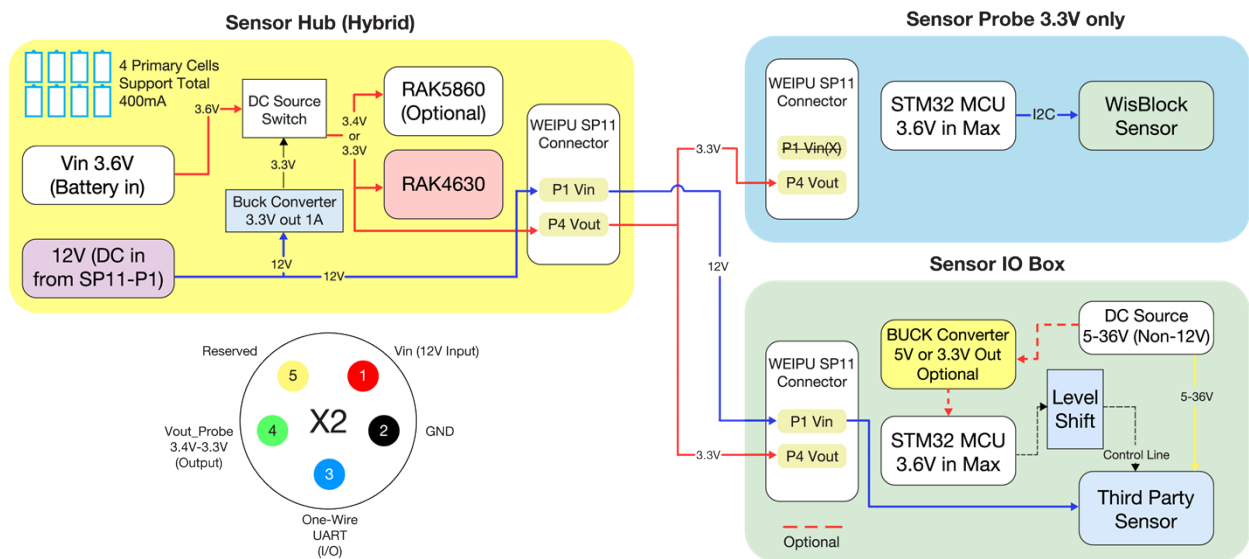 Sensor Hub (Hybrid)
4 Primary Cells
Support Total
400mA
3.6V
DC Source
Switch
3.4V
or
3.3V
RAK5860
(Optional)
WEIPU SP11
Connector
Vin 3.6V
(Battery in)
3.3V
RAK4630
Buck Converter
3.3V out 1A
P1 Vin
P4 Vout
12V (DC in
from SP11-P1)
12V
12V
3.3V
12V
3.3V
Sensor Probe 3.3V only
WEIPU SP11
Connector
P1 Vin(X)
P4 Vout
STM32 MCU
3.6V in Max
I2C
WisBlock
Sensor
Sensor IO Box
DC Source
5-36V (Non-12V)
BUCK Converter
5V or 3.3V Out
Optional
WEIPU SP11
Connector
P1 Vin
P4 Vout
Level
Shift
5-36V
STM32 MCU
3.6V in Max
Control Line
Third Party
Sensor
Optional
Reserved
Vin (12V Input)
5
1
X2
4
2
Vout_Probe
3.4V-3.3V
(Output)
GND
3
One-Wire
UART
(I/O)